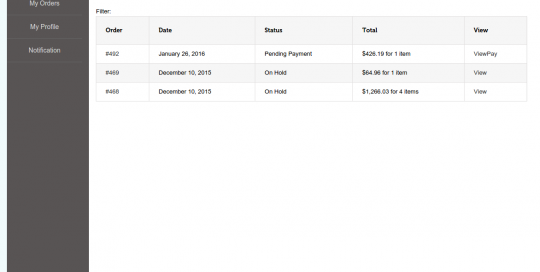 My Orders
My Profile
Notification
Filter:
Order Date Status Total View
#492 January 26, 2016 Pending Payment $426.19 for 1 item ViewPay
#469 December 10, 2015 On Hold $64.96 for 1 item View
#468 December 10, 2015 On Hold $1,266.03 for 4 items View